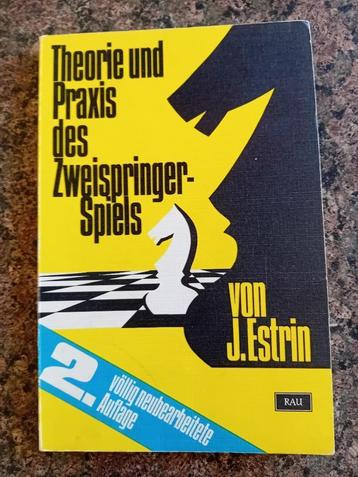 Theorie und
Praxis
des
Zweispringer-
Spiels
von
J. Estrin
2.
völlig neubearbeitete
Auflage
RAU